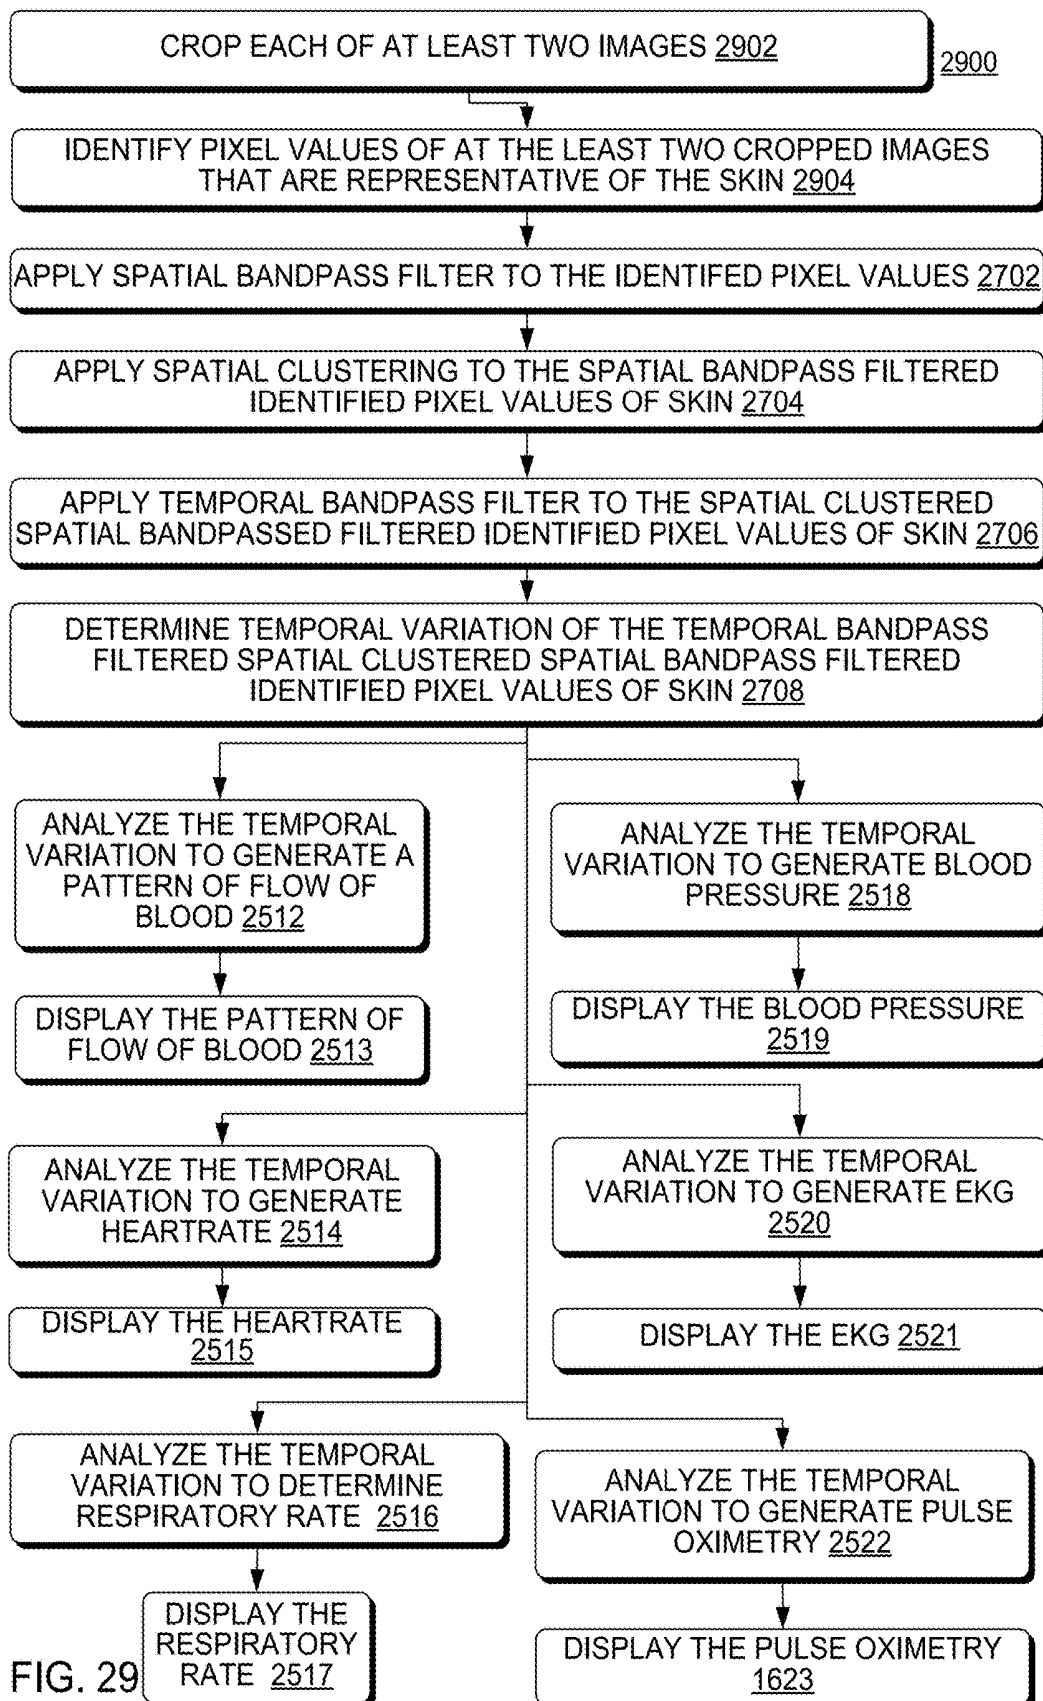 CROP EACH OF AT LEAST TWO IMAGES 2902
2900
IDENTIFY PIXEL VALUES OF AT THE LEAST TWO CROPPED IMAGES
THAT ARE REPRESENTATIVE OF THE SKIN 2904
APPLY SPATIAL BANDPASS FILTER TO THE IDENTIFED PIXEL VALUES 2702
APPLY SPATIAL CLUSTERING TO THE SPATIAL BANDPASS FILTERED
IDENTIFIED PIXEL VALUES OF SKIN 2704
APPLY TEMPORAL BANDPASS FILTER TO THE SPATIAL CLUSTERED
SPATIAL BANDPASSED FILTERED IDENTIFIED PIXEL VALUES OF SKIN 2706
DETERMINE TEMPORAL VARIATION OF THE TEMPORAL BANDPASS
FILTERED SPATIAL CLUSTERED SPATIAL BANDPASS FILTERED
IDENTIFIED PIXEL VALUES OF SKIN 2708
ANALYZE THE TEMPORAL
VARIATION TO GENERATE A
PATTERN OF FLOW OF
BLOOD 2512
ANALYZE THE TEMPORAL
VARIATION TO GENERATE BLOOD
PRESSURE 2518
DISPLAY THE PATTERN OF
FLOW OF BLOOD 2513
DISPLAY THE BLOOD PRESSURE
2519
ANALYZE THE TEMPORAL
VARIATION TO GENERATE
HEARTRATE 2514
ANALYZE THE TEMPORAL
VARIATION TO GENERATE EKG
2520
DISPLAY THE HEARTRATE
2515
DISPLAY THE EKG 2521
ANALYZE THE TEMPORAL
VARIATION TO DETERMINE
RESPIRATORY RATE 2516
ANALYZE THE TEMPORAL
VARIATION TO GENERATE PULSE
OXIMETRY 2522
DISPLAY THE
RESPIRATORY
RATE 2517
DISPLAY THE PULSE OXIMETRY
1623
FIG. 29